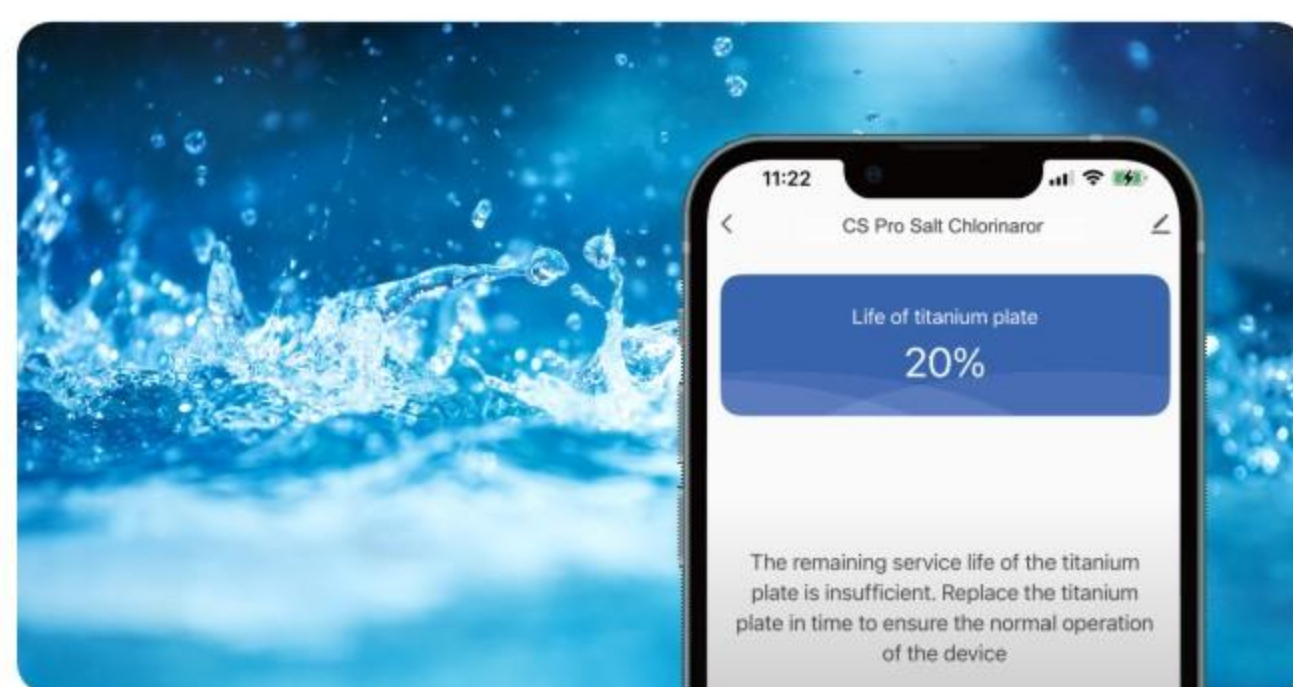 11:22
CS Pro Salt Chlorinaror
Life of titanium plate
20%
The remaining service life of the titanium
plate is insufficient. Replace the titanium
plate in time to ensure the normal operation
of the device